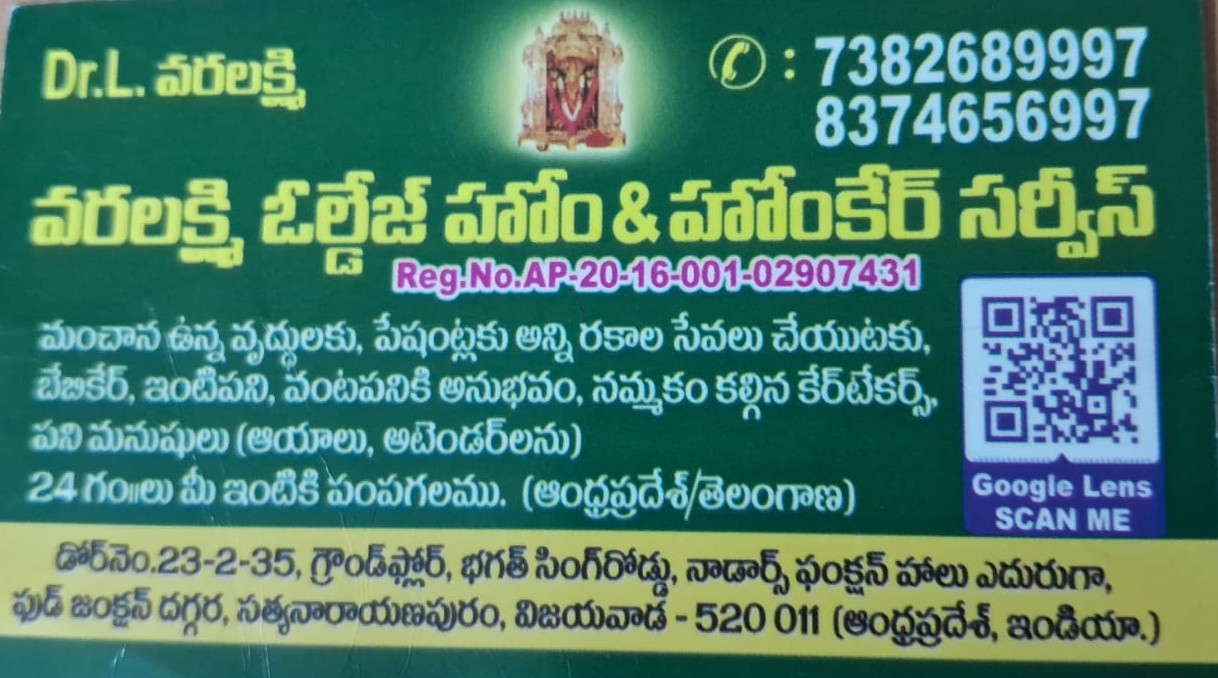 Dr.L. వరలక్ష్మి
: 7382689997
8374656997
వరలక్ష్మి ఓల్డేజ్ హోం & హోంకేర్ సర్వీస్
Reg.No.AP-20-16-001-02907431
మంచాన ఉన్న వృద్ధులకు, పేషంట్లకు అన్ని రకాల సేవలు చేయుటకు,
బేబికేర్, ఇంటిపని, వంటపనికి అనుభవం, నమ్మకం కల్గిన కేర్‌టేకర్స్,
పని మనుషులు (ఆయాలు, అటెండర్‌లను)
24 గం॥లు మీ ఇంటికి పంపగలము. (ఆంధ్రప్రదేశ్/తెలంగాణ)
Google Lens
SCAN ME
డోర్‌నెం.23-2-35, గ్రౌండ్‌ఫ్లోర్, భగత్ సింగ్‌రోడ్డు, నాడార్స్ ఫంక్షన్ హాలు ఎదురుగా,
ఫుడ్ జంక్షన్ దగ్గర, సత్యనారాయణపురం, విజయవాడ - 520 011 (ఆంధ్రప్రదేశ్, ఇండియా.)